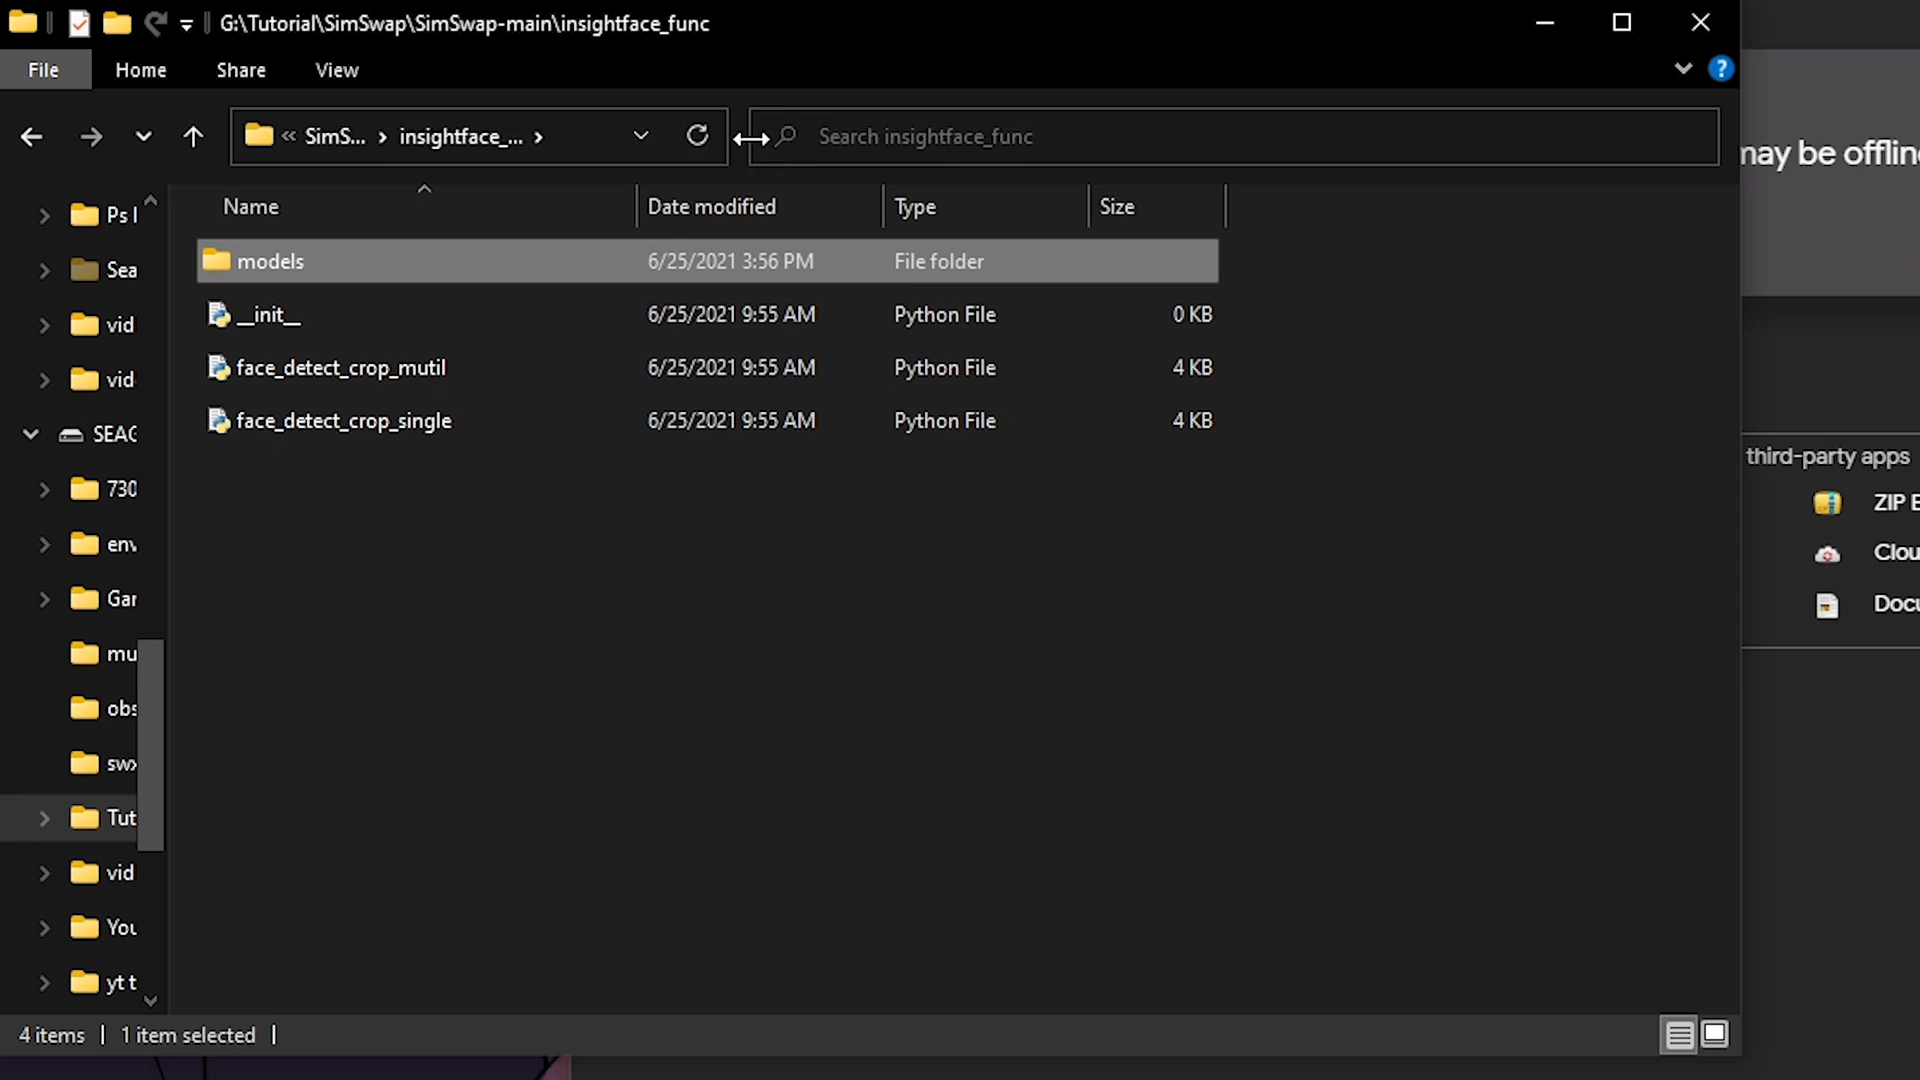 G:\Tutorial\SimSwap\SimSwap-main\insightface_func
File Home Share View
?
« SimS... > insightface_... >
Search insightface_func
Name Date modified Type Size
models 6/25/2021 3:56 PM File folder
__init__ 6/25/2021 9:55 AM Python File 0 KB
face_detect_crop_mutil 6/25/2021 9:55 AM Python File 4 KB
face_detect_crop_single 6/25/2021 9:55 AM Python File 4 KB
Ps
Sea
vid
vid
SEAG
730
env
Gar
mu
obs
swx
Tut
vid
You
yt t
4 items 1 item selected
may be offlin
third-party apps
ZIP E
Clou
Docu